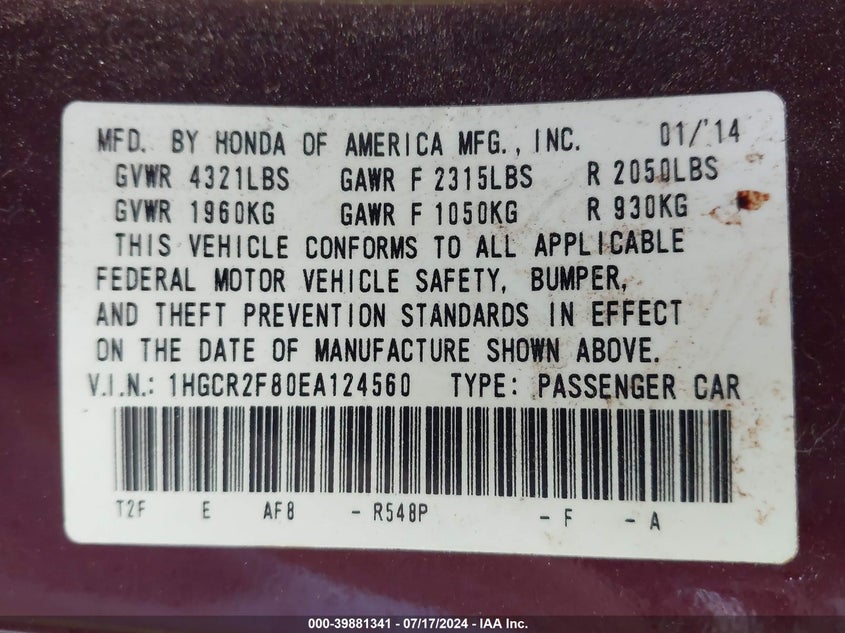 MFD. BY HONDA OF AMERICA MFG., INC. 01/'14
GVWR 4321LBS GAWR F 2315LBS R 2050LBS
GVWR 1960KG GAWR F 1050KG R 930KG
THIS VEHICLE CONFORMS TO ALL APPLICABLE
FEDERAL MOTOR VEHICLE SAFETY, BUMPER,
AND THEFT PREVENTION STANDARDS IN EFFECT
ON THE DATE OF MANUFACTURE SHOWN ABOVE.
V.I.N.: 1HGCR2F80EA124560 TYPE: PASSENGER CAR
T2F E AF8 - R548P - F - A
000-39881341 - 07/17/2024 - IAA Inc.